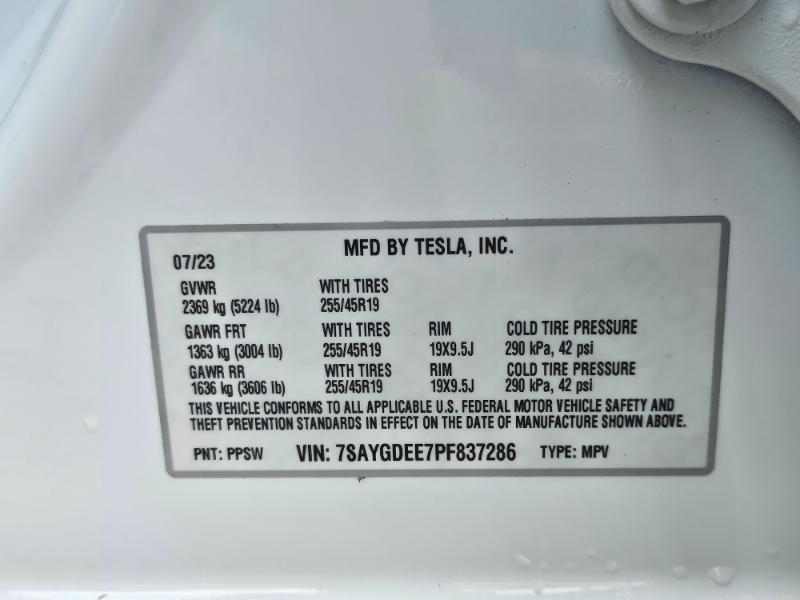 MFD BY TESLA, INC.
07/23
GVWR WITH TIRES
2369 kg (5224 lb) 255/45R19
GAWR FRT WITH TIRES RIM COLD TIRE PRESSURE
1363 kg (3004 lb) 255/45R19 19X9.5J 290 kPa, 42 psi
GAWR RR WITH TIRES RIM COLD TIRE PRESSURE
1636 kg (3606 lb) 255/45R19 19X9.5J 290 kPa, 42 psi
THIS VEHICLE CONFORMS TO ALL APPLICABLE U.S. FEDERAL MOTOR VEHICLE SAFETY AND
THEFT PREVENTION STANDARDS IN EFFECT ON THE DATE OF MANUFACTURE SHOWN ABOVE.
PNT: PPSW VIN: 7SAYGDEE7PF837286 TYPE: MPV